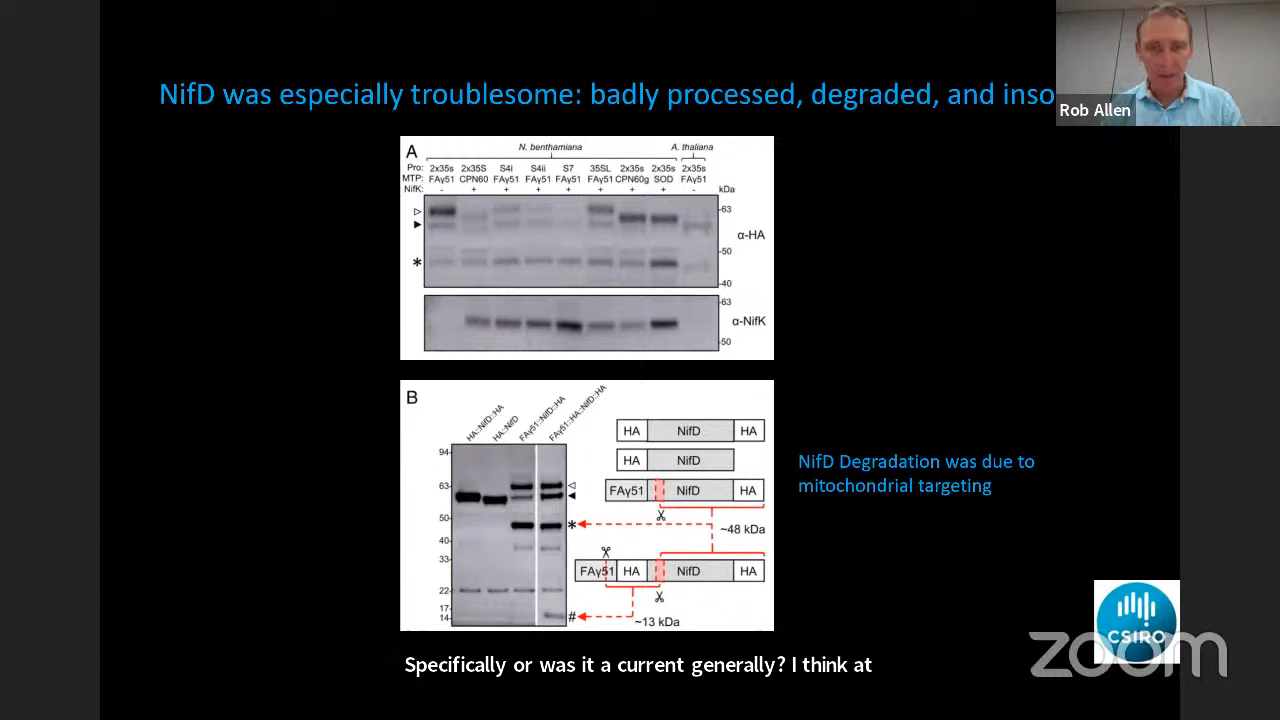 NifD was especially troublesome: badly processed, degraded, and inso
Rob Allen
A
N. benthamiana
A. thaliana
Pro: 2x35s 2x35S S4i S4ii S7 35SL 2x35s 2x35s 2x35s
MTP: FAγ51 CPN60 FAγ51 FAγ51 FAγ51 FAγ51 CPN60g SOD FAγ51
NifK: - + + + + + + + - kDa
63
α-HA
50
*
40
63
α-NifK
50
B
HA::NifD::HA
HA::NifD
FAγ51::NifD::HA
FAγ51::HA::NifD::HA
94
63
50
40
33
22
17
14
*
#
HA NifD HA
HA NifD
FAγ51 NifD HA
~48 kDa
FAγ51 HA NifD HA
~13 kDa
NifD Degradation was due to
mitochondrial targeting
CSIRO
zoom
Specifically or was it a current generally? I think at